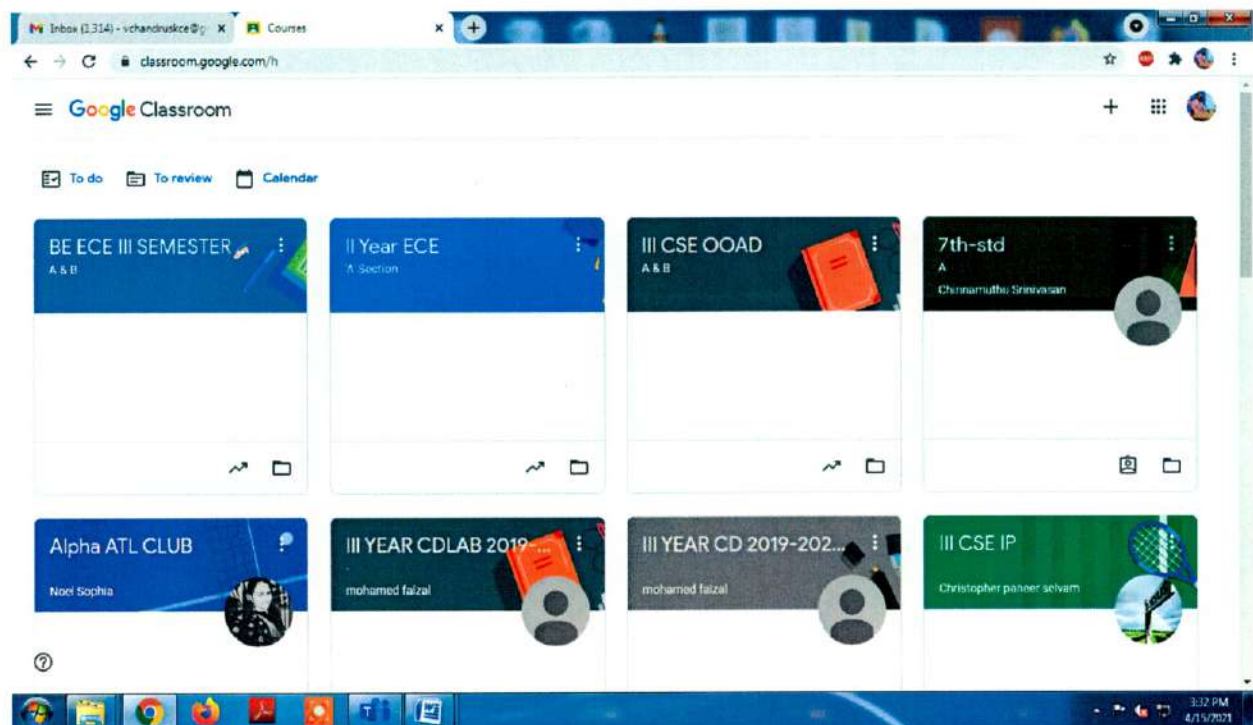 Inbox (1,314) - vchandruskce@g
Courses
classroom.google.com/h
Google Classroom
To do To review Calendar
BE ECE III SEMESTER
A & B
II Year ECE
'A Section
III CSE OOAD
A & B
7th-std
A
Chinnamuthu Srinivasan
Alpha ATL CLUB
Noel Sophia
III YEAR CDLAB 2019-...
mohamed faizal
III YEAR CD 2019-202...
mohamed faizal
III CSE IP
Christopher paneer selvam
3:32 PM
4/15/2021